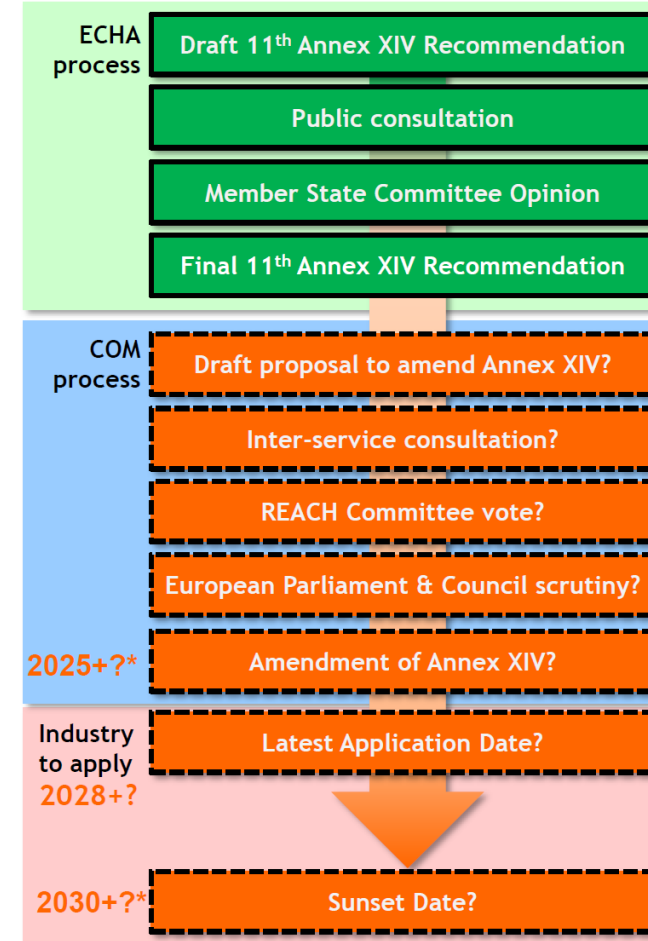 ECHA
process
Draft 11th Annex XIV Recommendation
Public consultation
Member State Committee Opinion
Final 11th Annex XIV Recommendation
COM
process
Draft proposal to amend Annex XIV?
Inter-service consultation?
REACH Committee vote?
European Parliament & Council scrutiny?
2025+?*
Amendment of Annex XIV?
Industry
to apply
2028+?
Latest Application Date?
2030+?*
Sunset Date?